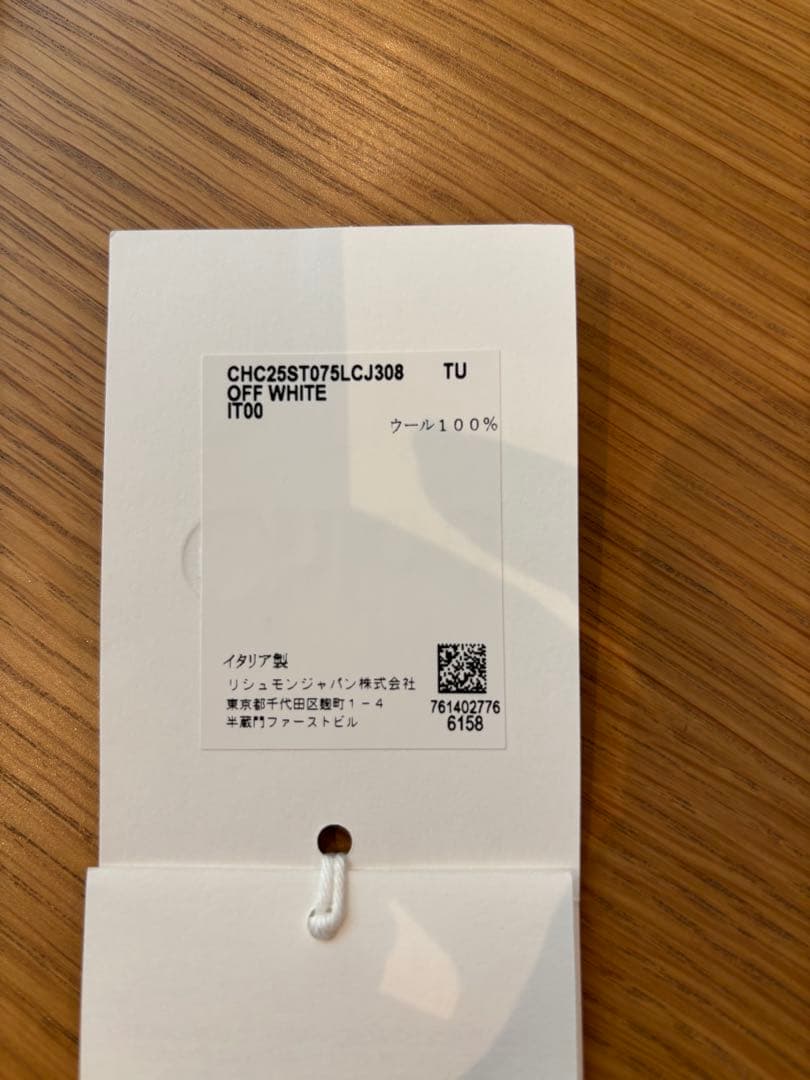 CHC25ST075LCJ308 TU
OFF WHITE
IT00
ウール100%
イタリア製
リシュモンジャパン株式会社
東京都千代田区麹町1-4
半蔵門ファーストビル
761402776
6158